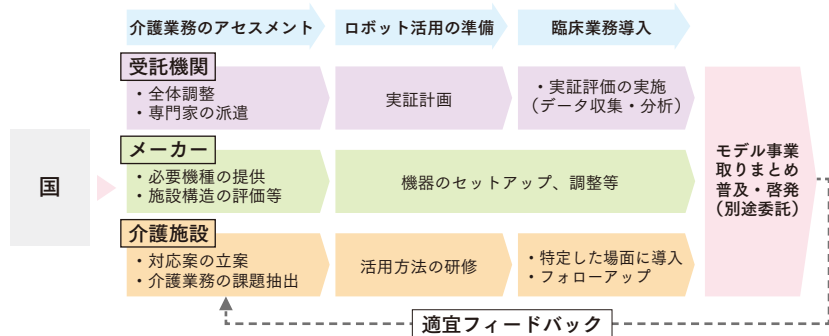 介護業務のアセスメント
ロボット活用の準備
臨床業務導入
受託機関
・全体調整
・専門家の派遣
実証計画
・実証評価の実施
（データ収集・分析）
国
メーカー
・必要機種の提供
・施設構造の評価等
機器のセットアップ、調整等
介護施設
・対応案の立案
・介護業務の課題抽出
活用方法の研修
・特定した場面に導入
・フォローアップ
モデル事業
取りまとめ
普及・啓発
（別途委託）
適宜フィードバック